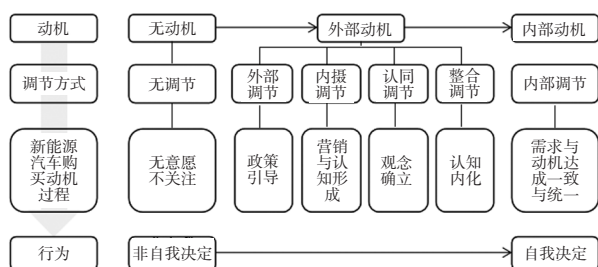 动机
无动机
外部动机
内部动机
调节方式
无调节
外部
调节
内摄
调节
认同
调节
整合
调节
内部调节
新能源
汽车购
买动机
过程
无意愿
不关注
政策
引导
营销
与认
知形
成
观念
确立
认知
内化
需求与
动机达
成一致
与统一
行为
非自我决定
自我决定